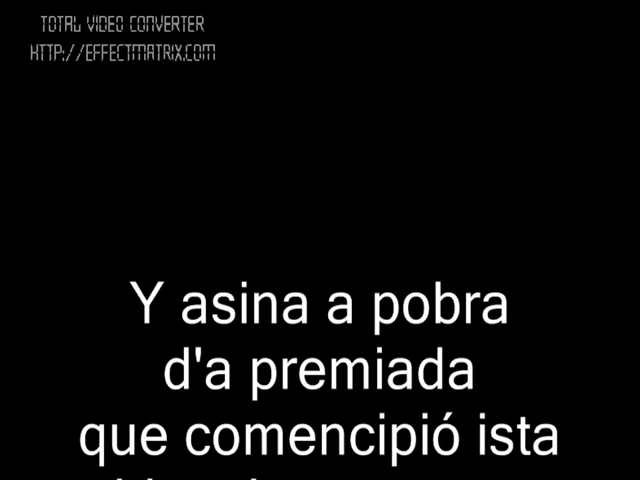 TOTAL VIDEO CONVERTER
HTTP://EFFECTMATRIX.COM
Y asina a pobra
d'a premiada
que comencipió ista